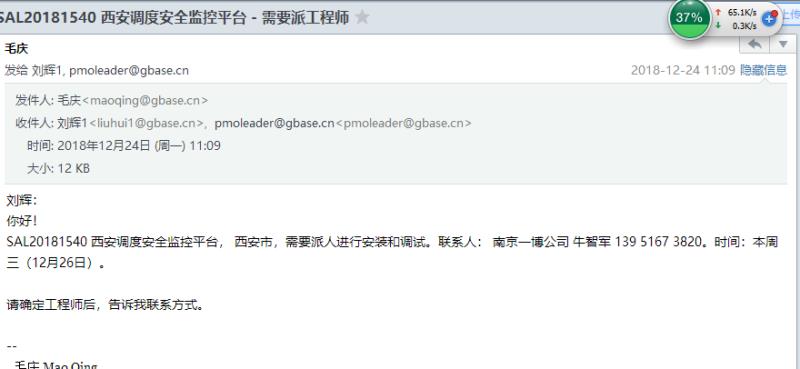 SAL20181540 西安调度安全监控平台 - 需要派工程师
37%
65.1K/s
0.3K/s
上传
毛庆
发给 刘辉1, pmoleader@gbase.cn
2018-12-24 11:09 隐藏信息
发件人: 毛庆<maoqing@gbase.cn>
收件人: 刘辉1<liuhui1@gbase.cn>, pmoleader@gbase.cn<pmoleader@gbase.cn>
时间: 2018年12月24日 (周一) 11:09
大小: 12 KB
刘辉：
你好！
SAL20181540 西安调度安全监控平台， 西安市，需要派人进行安装和调试。联系人： 南京一博公司 牛智军 139 5167 3820。时间：本周
三（12月26日）。
请确定工程师后，告诉我联系方式。
--
毛庆 Mao Qing